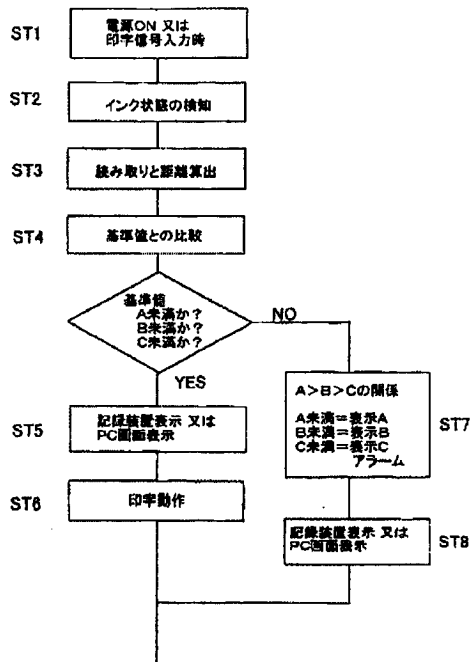 ST1
電源ON 又は
印字信号入力時
ST2
インク状態の検知
ST3
読み取りと距離算出
ST4
基準値との比較
基準値
A未満か?
B未満か?
C未満か?
NO
YES
ST5
記録装置表示 又は
PC画面表示
ST6
印字動作
A>B>Cの関係
A未満=表示A
B未満=表示B
C未満=表示C
アラーム
ST7
記録装置表示 又は
PC画面表示
ST8